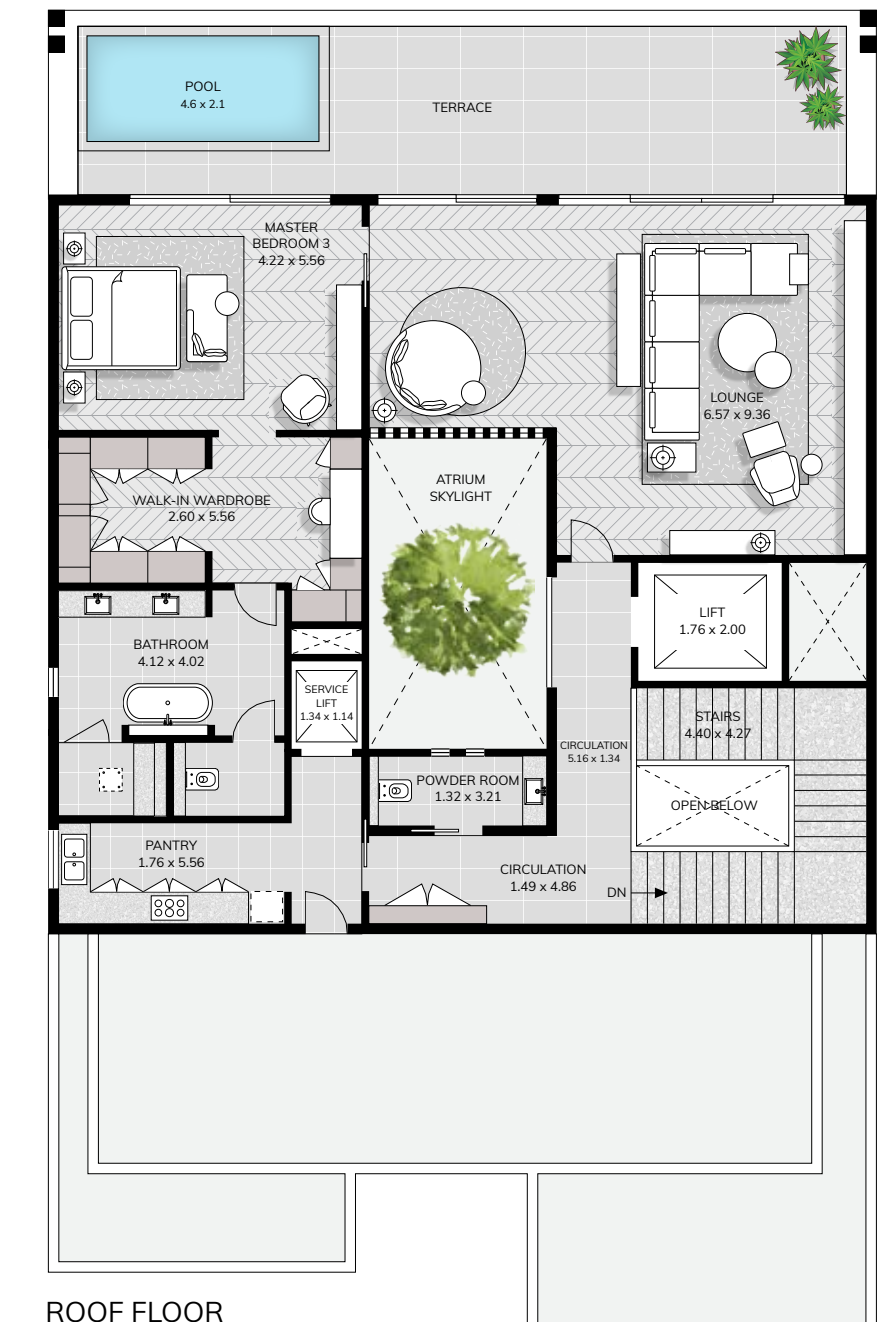 POOL
4.6 x 2.1
TERRACE
MASTER
BEDROOM 3
4.22 x 5.56
LOUNGE
6.57 x 9.36
ATRIUM
SKYLIGHT
WALK-IN WARDROBE
2.60 x 5.56
LIFT
1.76 x 2.00
BATHROOM
4.12 x 4.02
SERVICE
LIFT
1.34 x 1.14
STAIRS
4.40 x 4.27
CIRCULATION
5.16 x 1.34
POWDER ROOM
1.32 x 3.21
OPEN BELOW
PANTRY
1.76 x 5.56
CIRCULATION
1.49 x 4.86
DN
ROOF FLOOR